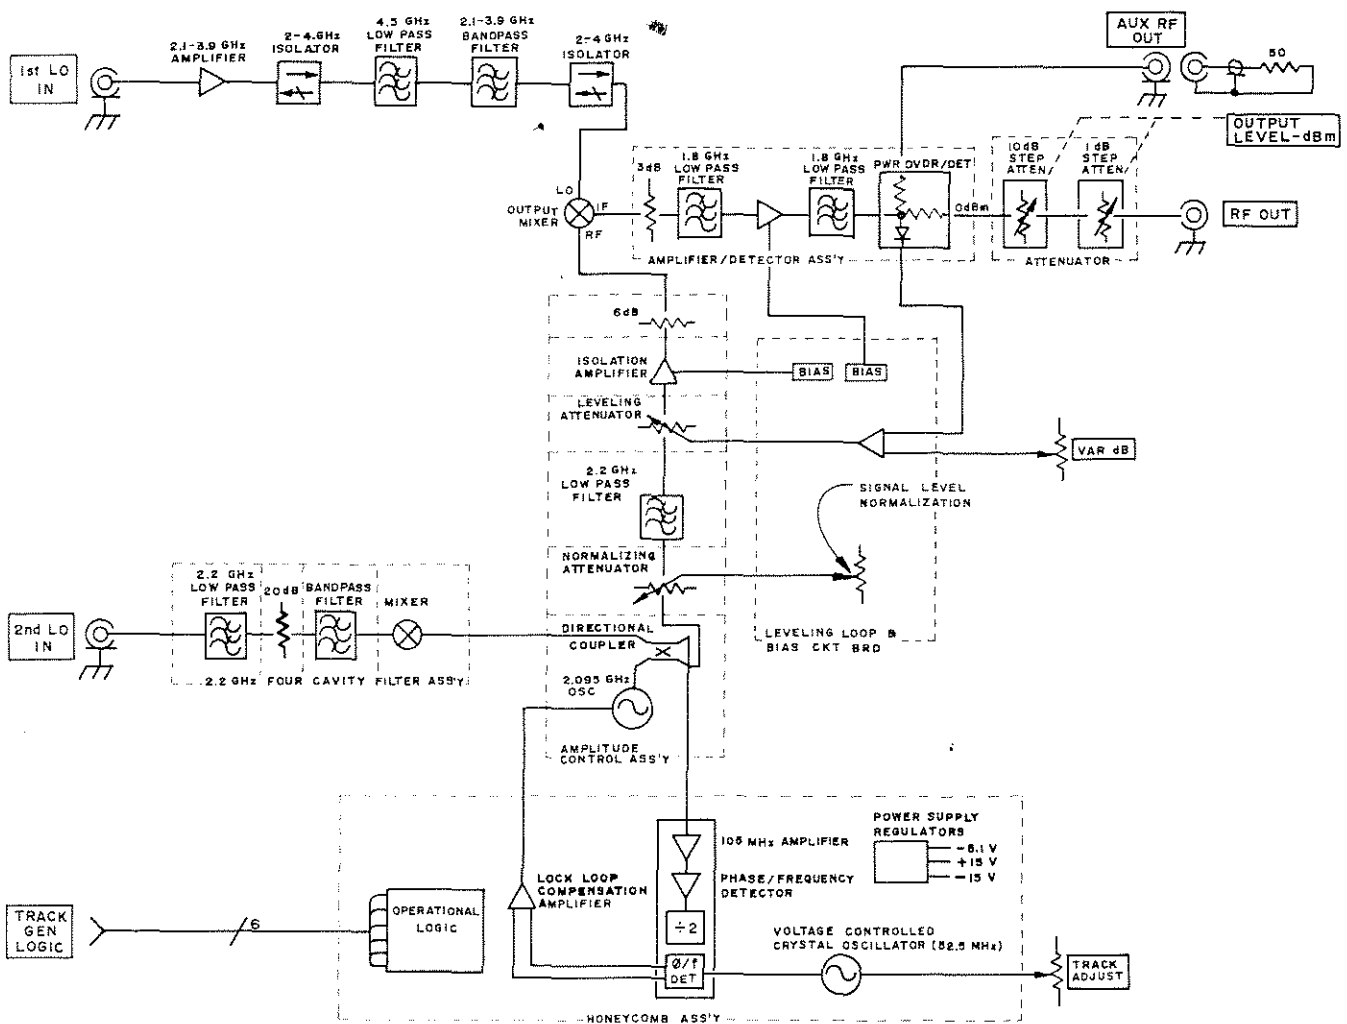 AUX RF
OUT
1st LO
IN
2.1-3.9 GHz
AMPLIFIER
2-4GHz
ISOLATOR
4.5 GHz
LOW PASS
FILTER
2.1-3.9 GHz
BANDPASS
FILTER
2-4 GHz
ISOLATOR
50
OUTPUT
LEVEL-dBm
LO
IF
RF
OUTPUT
MIXER
3dB
1.8 GHz
LOW PASS
FILTER
1.8 GHz
LOW PASS
FILTER
PWR DVDR/DET
0dBm
10dB
STEP
ATTEN
1 dB
STEP
ATTEN
RF OUT
AMPLIFIER/DETECTOR ASS'Y
ATTENUATOR
6dB
ISOLATION
AMPLIFIER
BIAS
BIAS
LEVELING
ATTENUATOR
VAR dB
2.2 GHz
LOW PASS
FILTER
SIGNAL LEVEL
NORMALIZATION
NORMALIZING
ATTENUATOR
2nd LO
IN
2.2 GHz
LOW PASS
FILTER
20dB
BANDPASS
FILTER
MIXER
2.2 GHz FOUR CAVITY FILTER ASS'Y
DIRECTIONAL
COUPLER
LEVELING LOOP &
BIAS CKT BRD
2.095 GHz
OSC
AMPLITUDE
CONTROL ASS'Y
105 MHz AMPLIFIER
PHASE/FREQUENCY
DETECTOR
POWER SUPPLY
REGULATORS
-5.1 V
+15 V
-15 V
LOCK LOOP
COMPENSATION
AMPLIFIER
÷2
Ø/f
DET
VOLTAGE CONTROLLED
CRYSTAL OSCILLATOR (52.5 MHz)
TRACK
ADJUST
TRACK
GEN
LOGIC
6
OPERATIONAL
LOGIC
HONEYCOMB ASS'Y